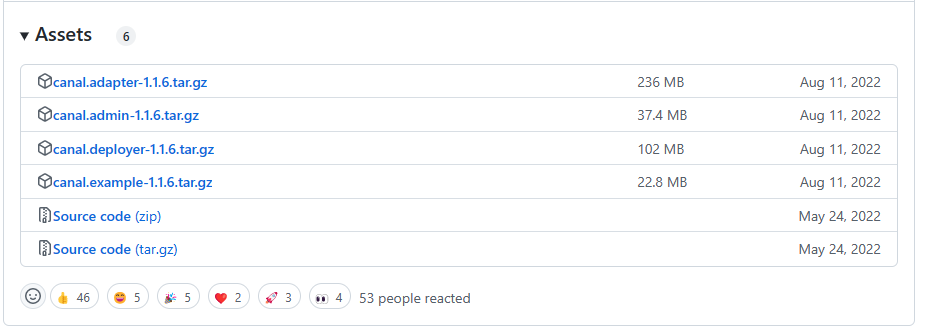 Assets 6
canal.adapter-1.1.6.tar.gz 236 MB Aug 11, 2022
canal.admin-1.1.6.tar.gz 37.4 MB Aug 11, 2022
canal.deployer-1.1.6.tar.gz 102 MB Aug 11, 2022
canal.example-1.1.6.tar.gz 22.8 MB Aug 11, 2022
Source code (zip) May 24, 2022
Source code (tar.gz) May 24, 2022
46 5 5 2 3 4 53 people reacted